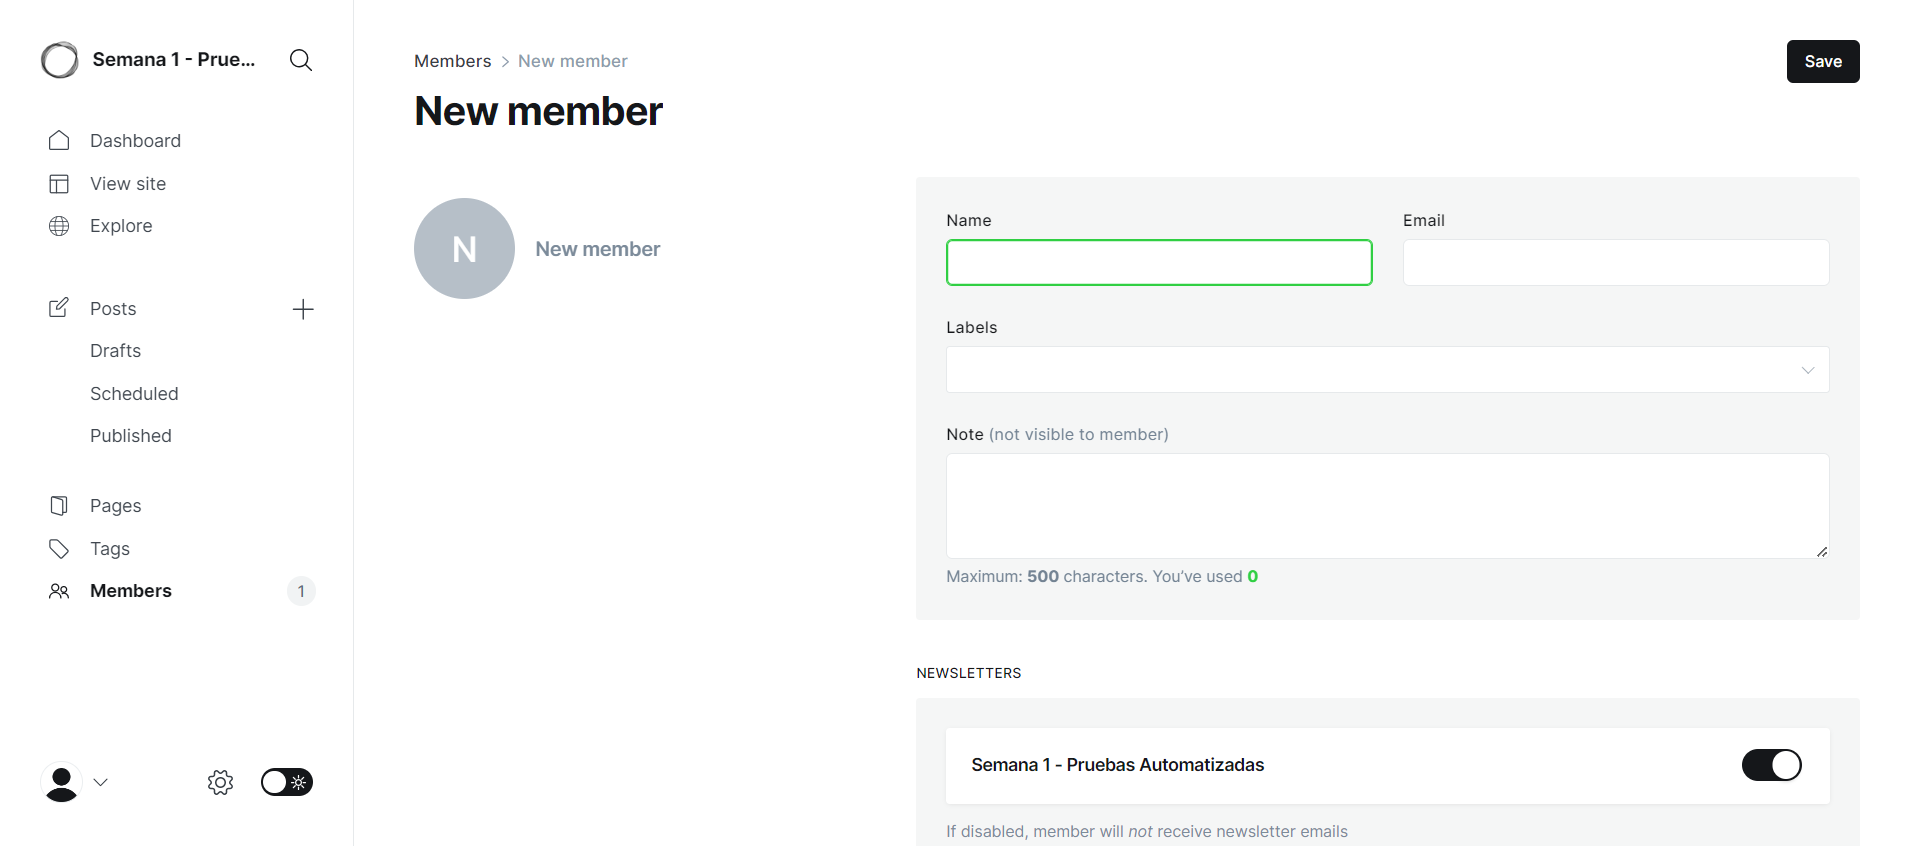 Semana 1 - Prue...
Dashboard
View site
Explore
Posts
Drafts
Scheduled
Published
Pages
Tags
Members 1
Members > New member
Save
New member
N New member
Name Email
Labels
Note (not visible to member)
Maximum: 500 characters. You’ve used 0
NEWSLETTERS
Semana 1 - Pruebas Automatizadas
If disabled, member will not receive newsletter emails